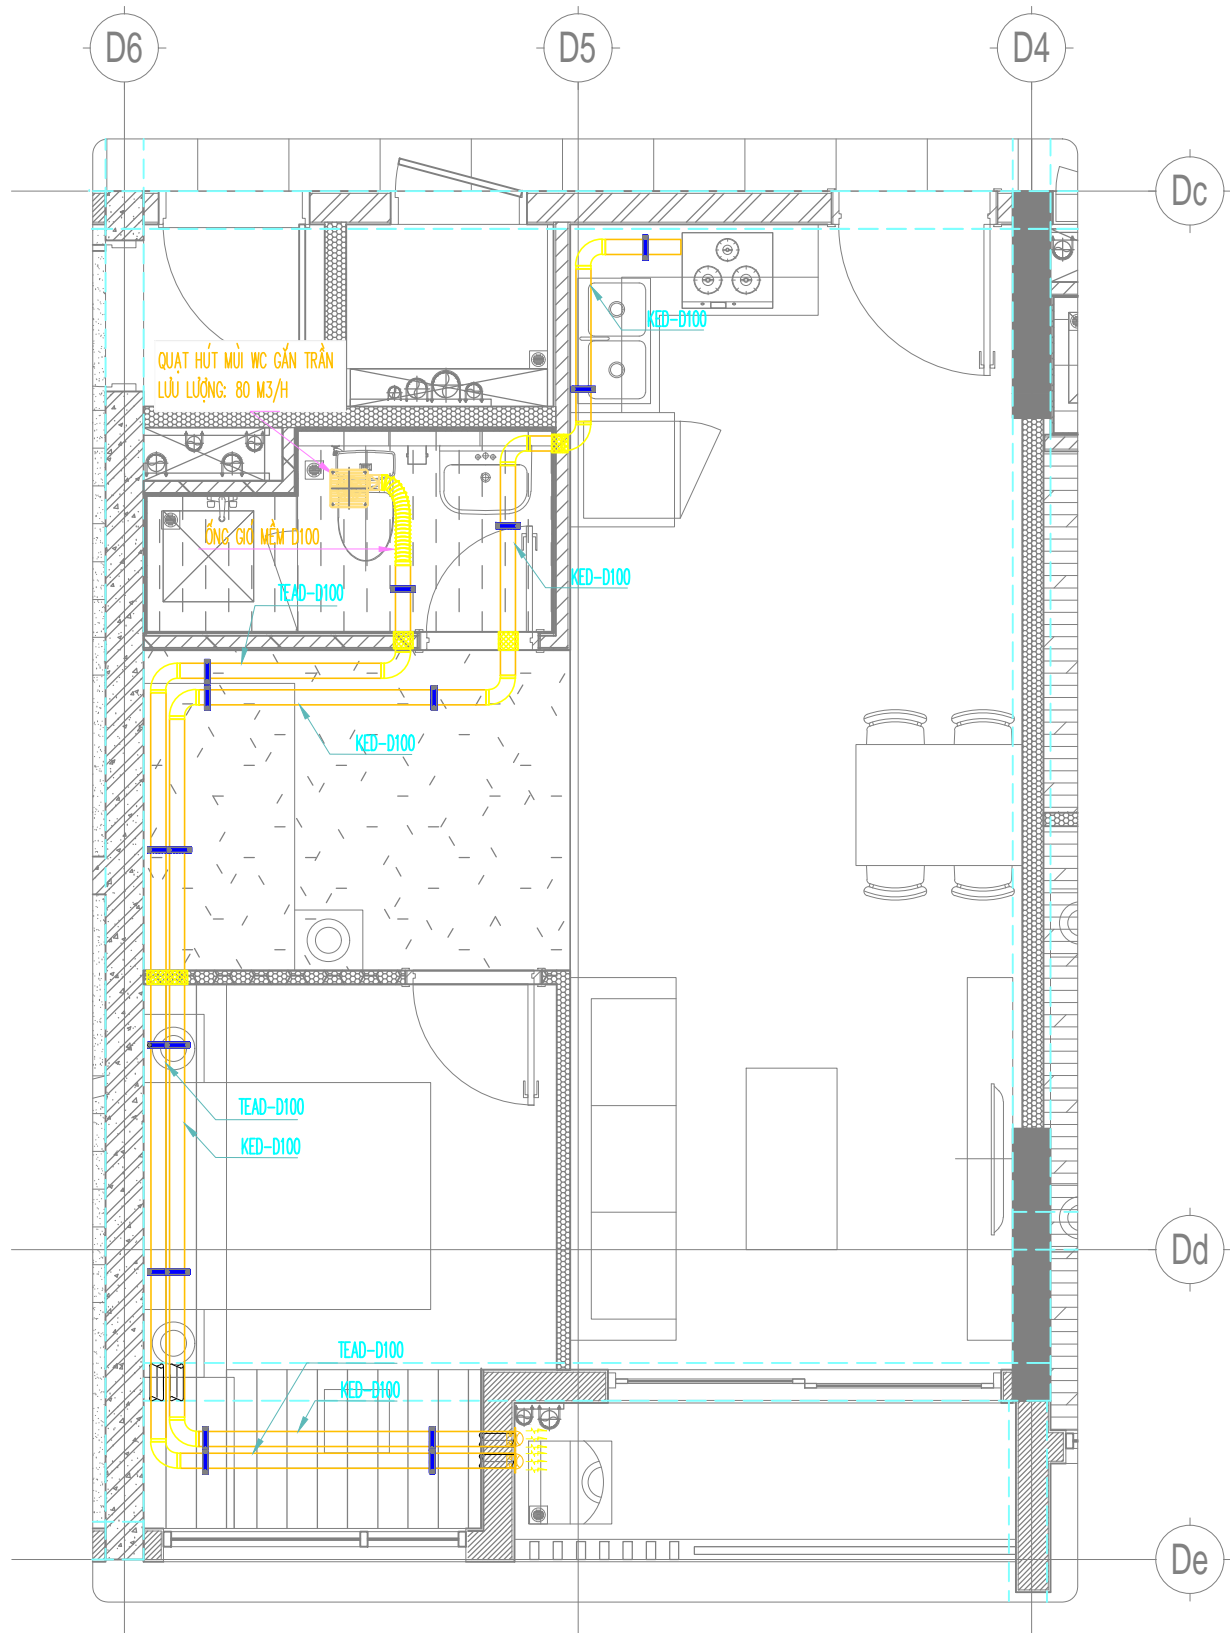 D6
D5
D4
Dc
KED-D100
QUẠT HÚT MÙI WC GẮN TRẦN
LƯU LƯỢNG: 80 M3/H
ỐNG GIÓ MỀM D100
KED-D100
TEAD-D100
KED-D100
TEAD-D100
KED-D100
Dd
TEAD-D100
KED-D100
De